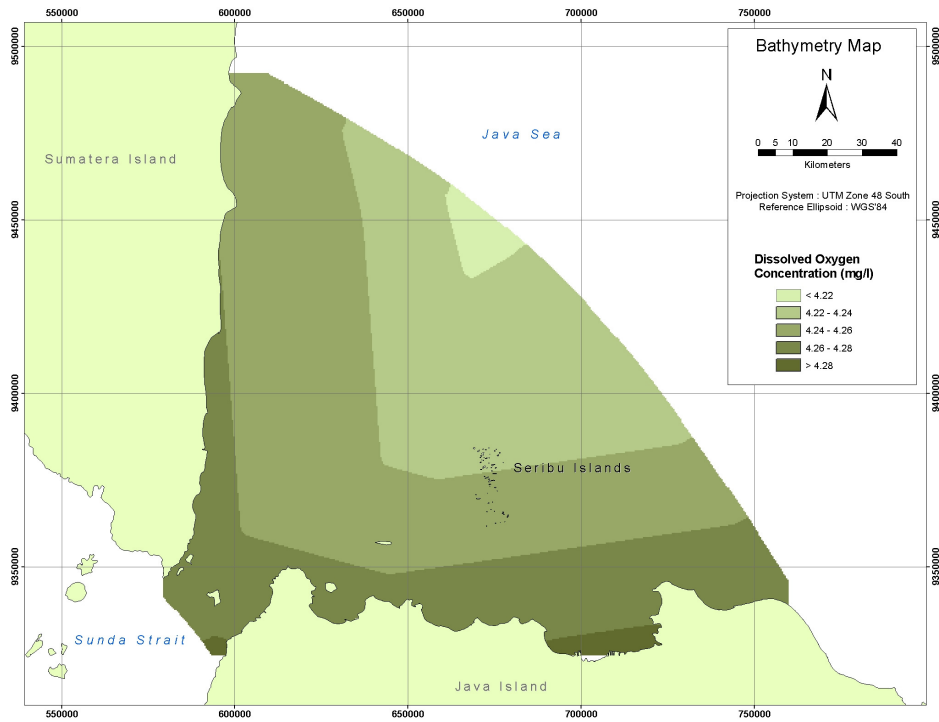 550000 600000 650000 700000 750000
9500000
9500000
Bathymetry Map
N
Java Sea
0 5 10 20 30 40
Kilometers
Sumatera Island
Projection System : UTM Zone 48 South
Reference Ellipsoid : WGS'84
9450000
9450000
Dissolved Oxygen
Concentration (mg/l)
< 4.22
4.22 - 4.24
4.24 - 4.26
4.26 - 4.28
> 4.28
9400000
9400000
Seribu Islands
9350000
9350000
Sunda Strait
Java Island
550000 600000 650000 700000 750000